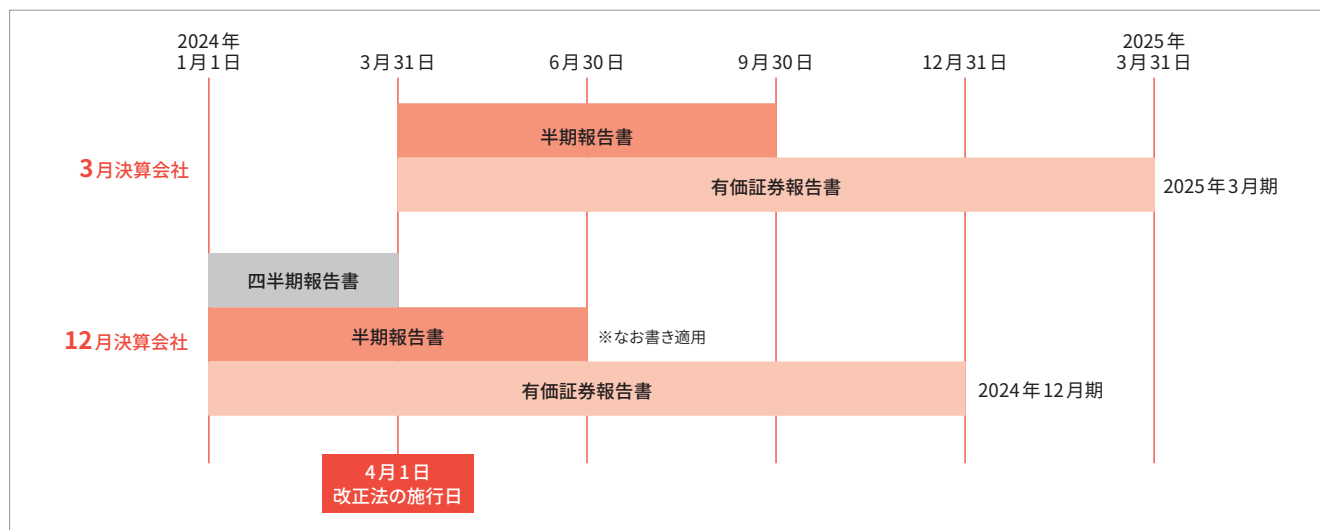 2024年
1月1日
3月31日
6月30日
9月30日
12月31日
2025年
3月31日
3月決算会社
半期報告書
有価証券報告書
2025年3月期
12月決算会社
四半期報告書
半期報告書
※なお書き適用
有価証券報告書
2024年12月期
4月1日
改正法の施行日